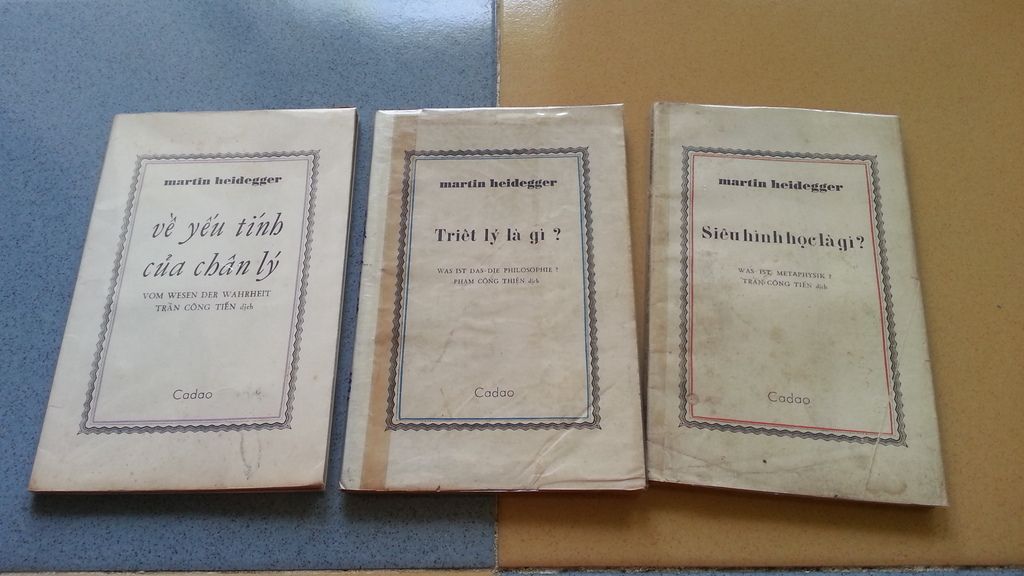 martin heidegger
về yếu tính
của chân lý
VOM WESEN DER WAHRHEIT
TRẦN CÔNG TIẾN dịch
Cadao
martin heidegger
Triêt lý là gì ?
WAS IST DAS-DIE PHILOSOPHIE ?
PHẠM CÔNG THIỆN dịch
Cadao
martin heidegger
Siêu hình học là gì ?
WAS IST METAPHYSIK ?
TRẦN CÔNG TIẾN dịch
Cadao